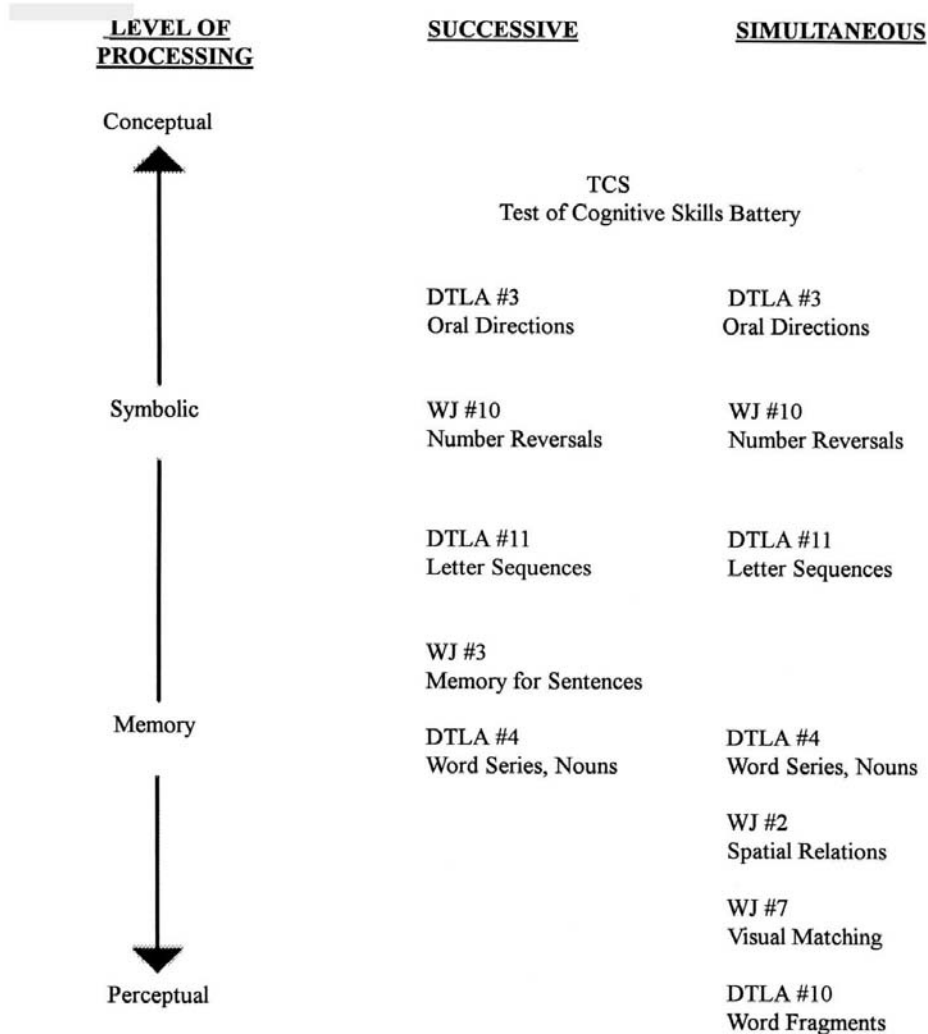 LEVEL OF
PROCESSING
SUCCESSIVE
SIMULTANEOUS
Conceptual
TCS
Test of Cognitive Skills Battery
DTLA #3
Oral Directions
DTLA #3
Oral Directions
Symbolic
WJ #10
Number Reversals
WJ #10
Number Reversals
DTLA #11
Letter Sequences
DTLA #11
Letter Sequences
WJ #3
Memory for Sentences
Memory
DTLA #4
Word Series, Nouns
DTLA #4
Word Series, Nouns
WJ #2
Spatial Relations
WJ #7
Visual Matching
Perceptual
DTLA #10
Word Fragments